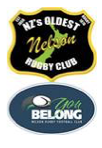 NZ's OLDEST
Nelson
RUGBY CLUB
You
BELONG
NELSON RUGBY FOOTBALL CLUB